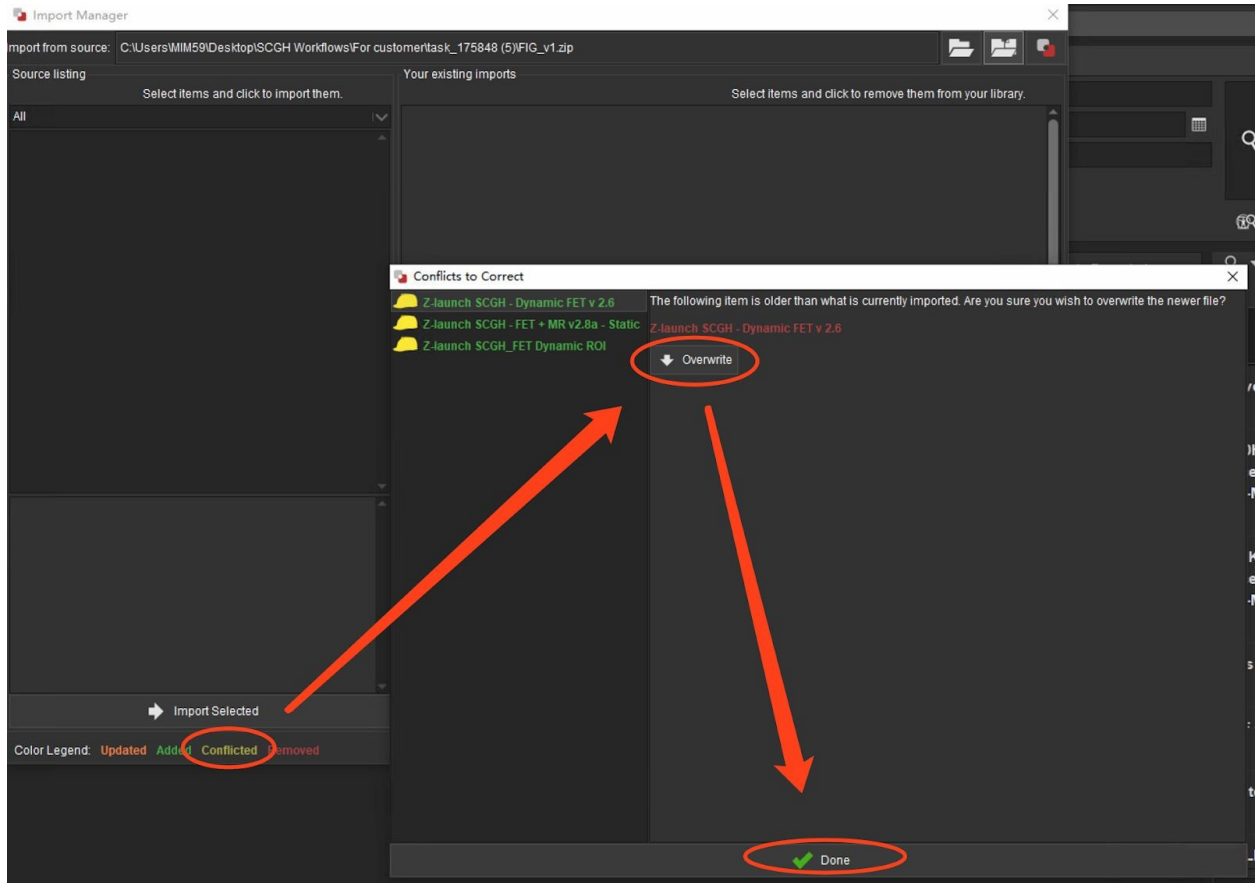 Import Manager
Import from source: C:\Users\MIM59\Desktop\SCGH Workflows\For customer\task_175848 (5)\FIG_v1.zip
Source listing
Select items and click to import them.
All
Your existing imports
Select items and click to remove them from your library.
Conflicts to Correct
Z-launch SCGH - Dynamic FET v 2.6
Z-launch SCGH - FET + MR v2.8a - Static
Z-launch SCGH_FET Dynamic ROI
The following item is older than what is currently imported. Are you sure you wish to overwrite the newer file?
Z-launch SCGH - Dynamic FET v 2.6
Overwrite
Import Selected
Color Legend: Updated Added Conflicted Removed
Done